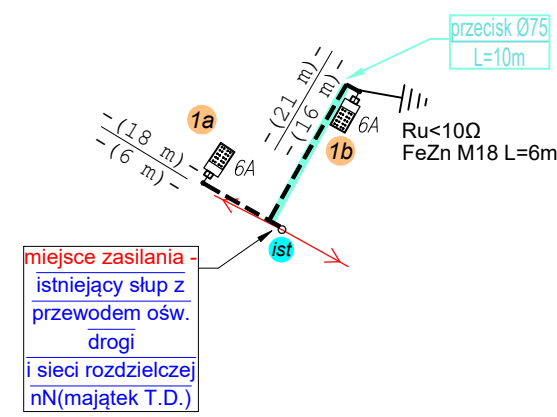 przecisk Ø75
L=10m
-(21 m)-
-(16 m)-
6A
1b
Ru<10Ω
FeZn M18 L=6m
1a
-(18 m)-
-(6 m)-
6A
ist
miejsce zasilania -
istniejący słup z
przewodem ośw.
drogi
i sieci rozdzielczej
nN(majątek T.D.)